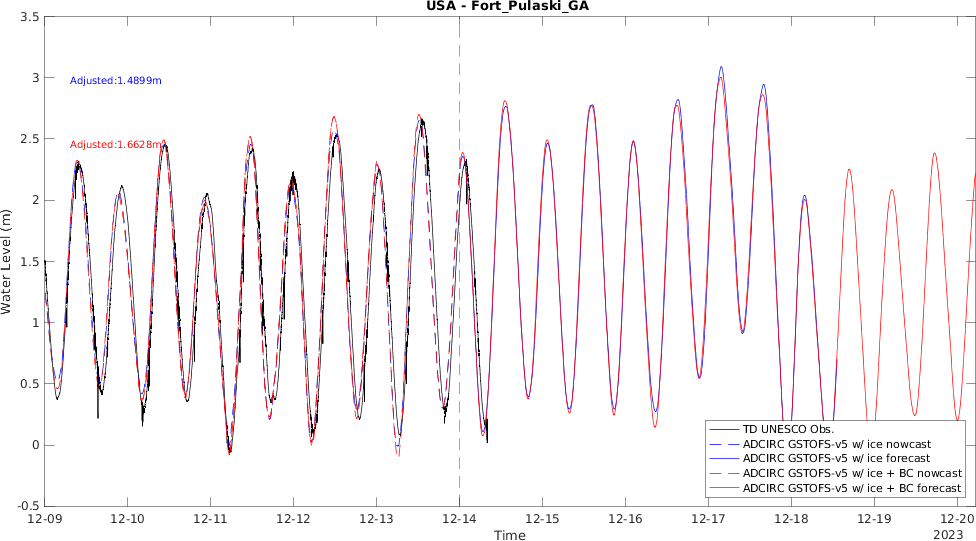 USA - Fort_Pulaski_GA
3.5
3
2.5
2
1.5
1
0.5
0
-0.5
Water Level (m)
Adjusted:1.4899m
Adjusted:1.6628m
TD UNESCO Obs.
ADCIRC GSTOFS-v5 w/ ice nowcast
ADCIRC GSTOFS-v5 w/ ice forecast
ADCIRC GSTOFS-v5 w/ ice + BC nowcast
ADCIRC GSTOFS-v5 w/ ice + BC forecast
12-09 12-10 12-11 12-12 12-13 12-14 12-15 12-16 12-17 12-18 12-19 12-20
Time
2023